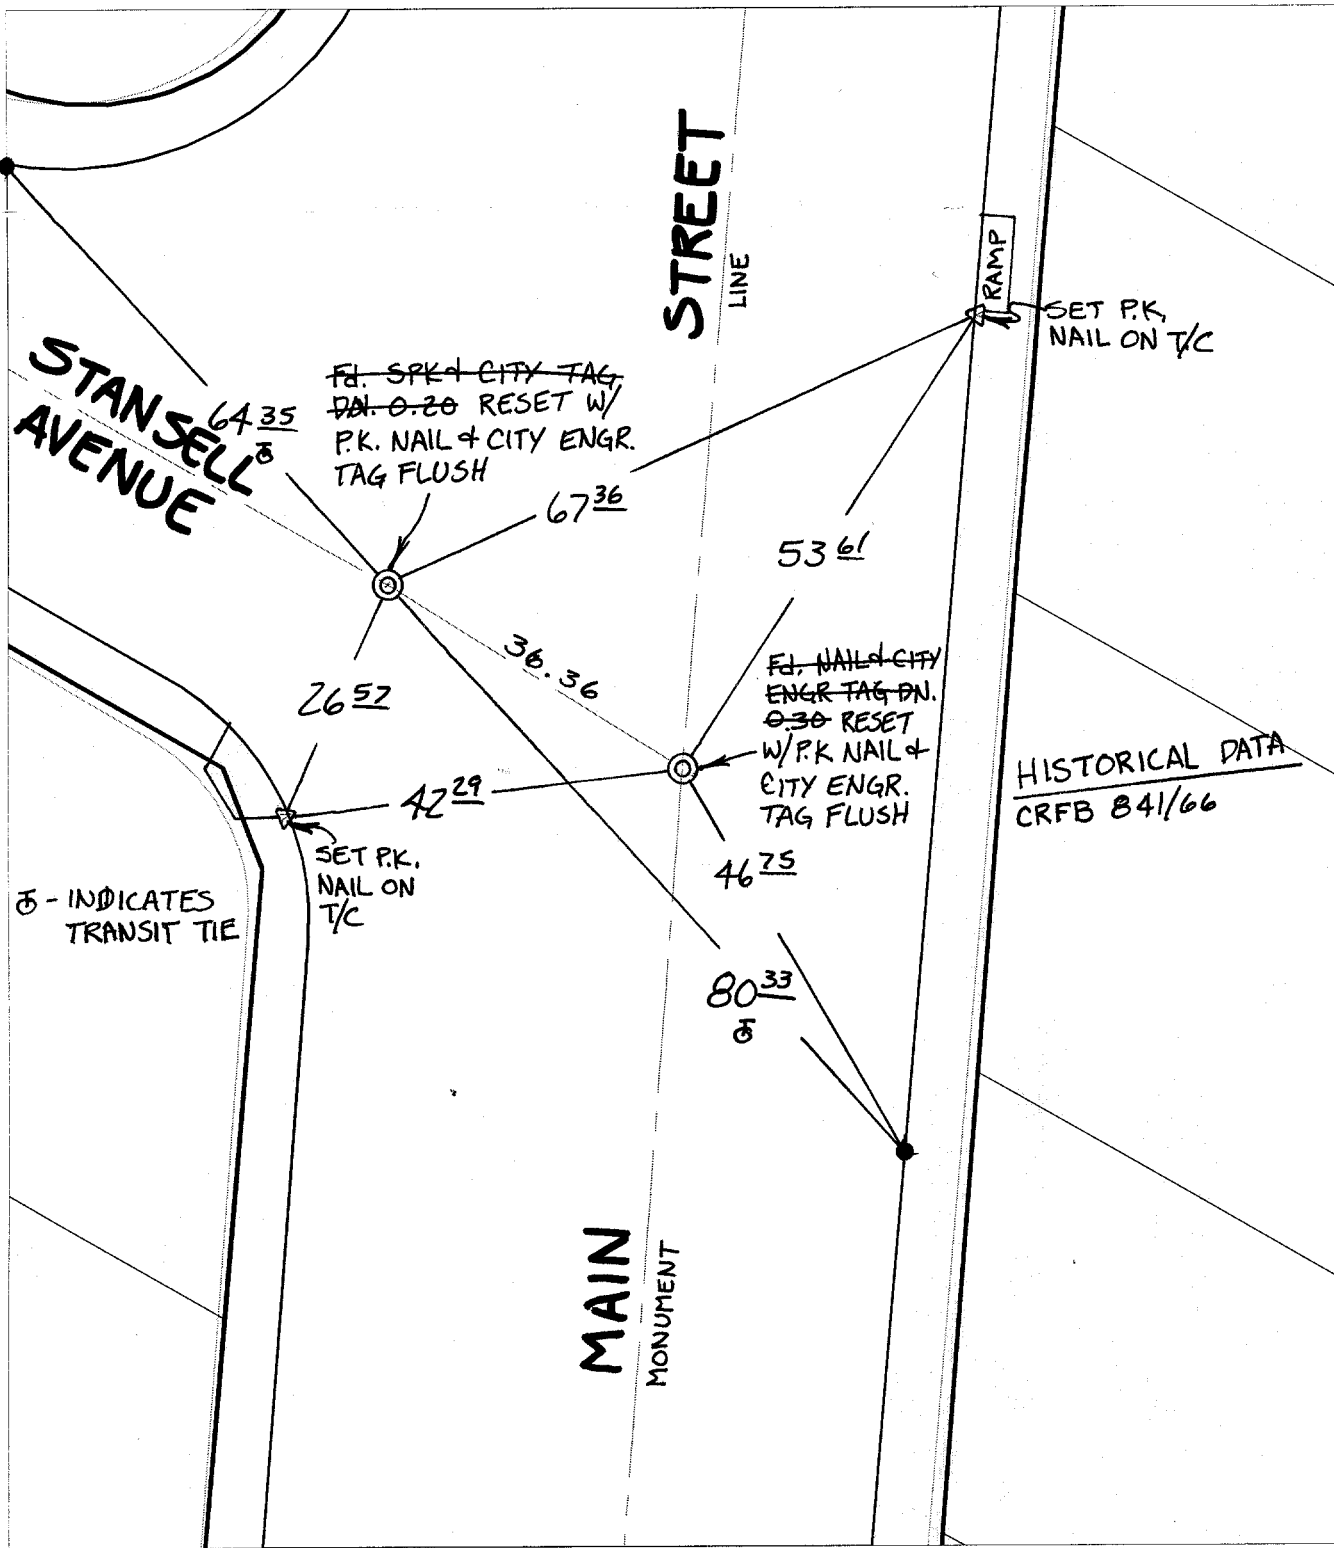 STREET
LINE
RAMP
SET P.K.
NAIL ON T/C
STANSELL
AVENUE
64 35
Fd. SPK & CITY TAG
DN. 0.20 RESET W/
P.K. NAIL & CITY ENGR.
TAG FLUSH
67 36
53 61
36.36
26 57
Fd. NAIL & CITY
ENGR TAG DN.
0.30 RESET
W/P.K NAIL &
CITY ENGR.
TAG FLUSH
HISTORICAL DATA
CRFB 841/66
42 29
SET P.K.
NAIL ON
T/C
46 75
- INDICATES
TRANSIT TIE
80 33
MAIN
MONUMENT